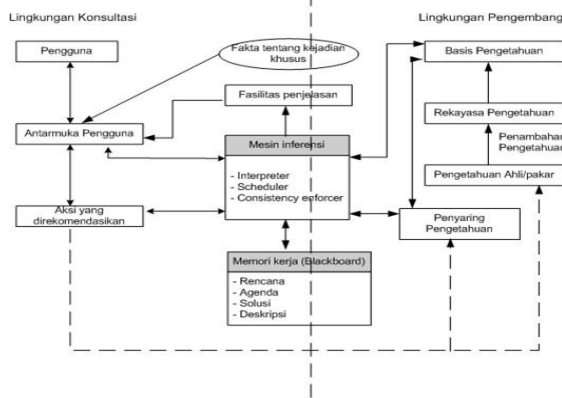 Lingkungan Konsultasi
Lingkungan Pengembang
Pengguna
Fakta tentang kejadian
khusus
Basis Pengetahuan
Fasilitas penjelasan
Rekayasa Pengetahuan
Antarmuka Pengguna
Mesin inferensi
Penambahan
Pengetahuan
- Interpreter
- Scheduler
- Consistency enforcer
Pengetahuan Ahli/pakar
Aksi yang
direkomendasikan
Penyaring
Pengetahuan
Memori kerja (Blackboard)
- Rencana
- Agenda
- Solusi
- Deskripsi